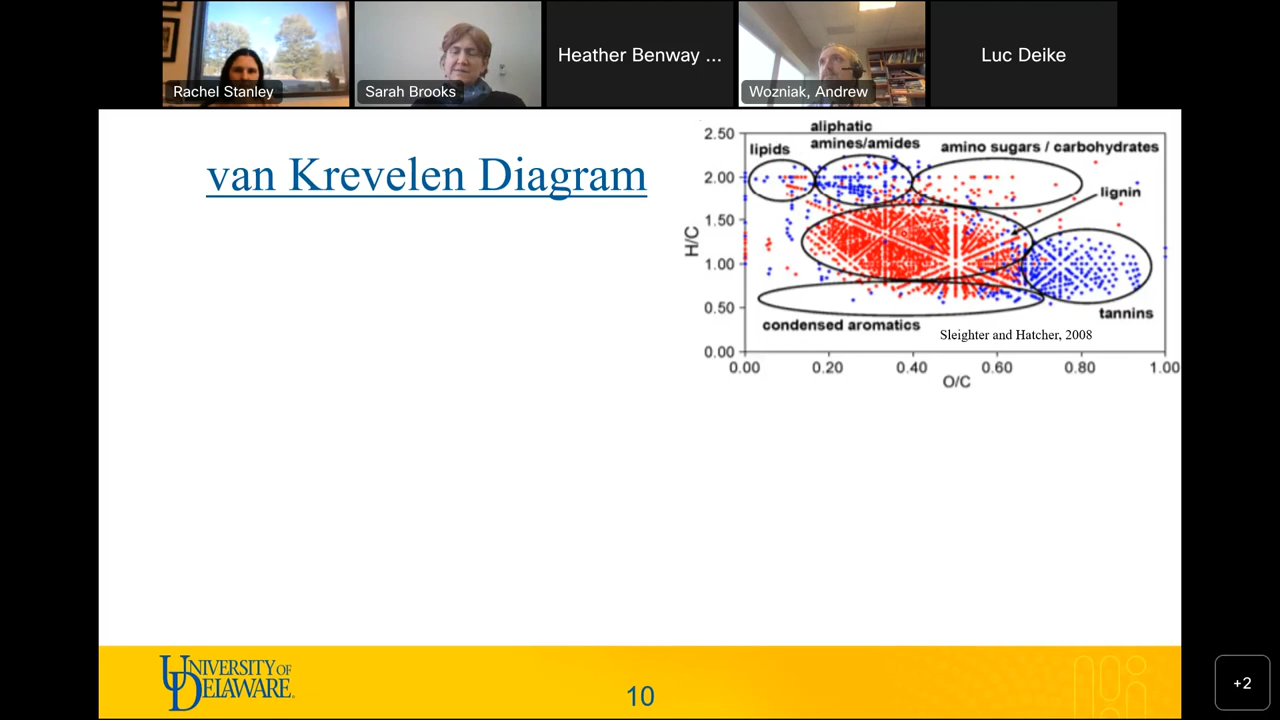 Rachel Stanley
Sarah Brooks
Heather Benway ...
Wozniak, Andrew
Luc Deike
van Krevelen Diagram
aliphatic
amines/amides
lipids
amino sugars / carbohydrates
lignin
tannins
condensed aromatics
Sleighter and Hatcher, 2008
H/C
2.50
2.00
1.50
1.00
0.50
0.00
0.00 0.20 0.40 0.60 0.80 1.00
O/C
UNIVERSITY OF
DELAWARE
10
+2